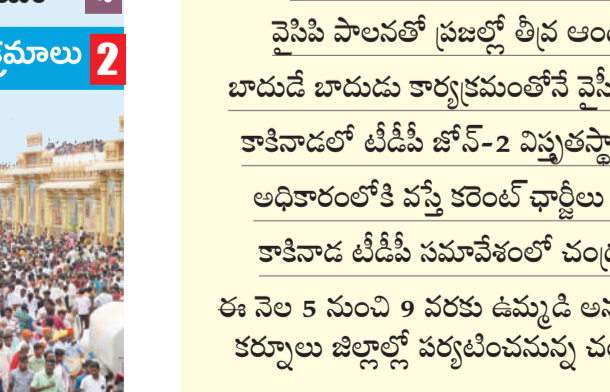 క్రమాలు 2
వైసిపి పాలనతో ప్రజల్లో తీవ్ర
బాదుడే బాదుడు కార్యక్రమంతోనే
కాకినాడలో టీడీపీ జోన్-2
అధికారంలోకి వస్తే కరెంట్ ఛార్జీలు
కాకినాడ టీడీపీ సమావేశంలో
ఈ నెల 5 నుంచి 9 వరకు ఉమ్మడి
కర్నూలు జిల్లాల్లో పర్యటించనున్న